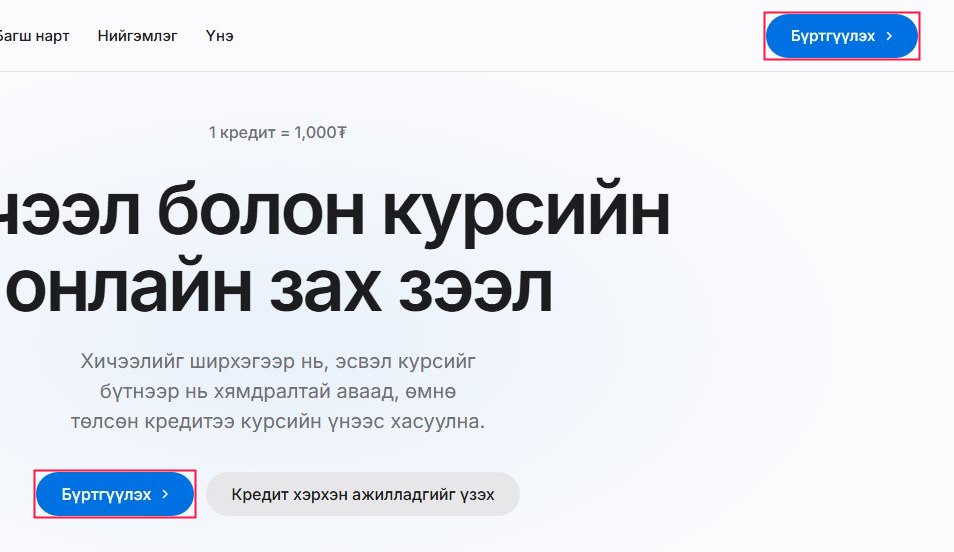 Багш нарт Нийгэмлэг Үнэ Бүртгүүлэх
1 кредит = 1,000₮
чээл болон курсийн
онлайн зах зээл
Хичээлийг ширхэгээр нь, эсвэл курсийг
бүтнээр нь хямдралтай аваад, өмнө
төлсөн кредитээ курсийн үнээс хасуулна.
Бүртгүүлэх Кредит хэрхэн ажилладгийг үзэх